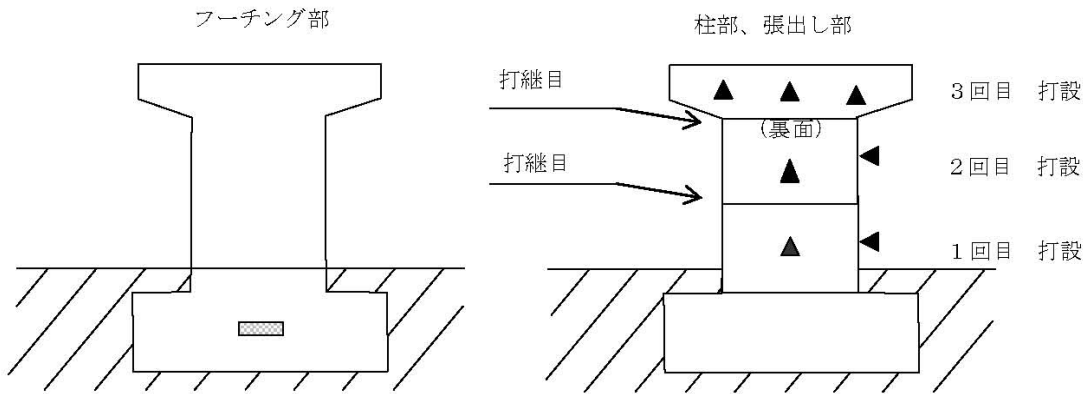 フーチング部
柱部、張出し部
打継目
3回目 打設
(裏面)
打継目
2回目 打設
1回目 打設